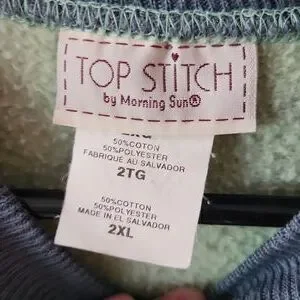 TOP STITCH
by Morning Sun®
50%COTTON
50%POLYESTER
FABRIQUÉ AU SALVADOR
2TG
50%COTTON
50%POLYESTER
MADE IN EL SALVADOR
2XL